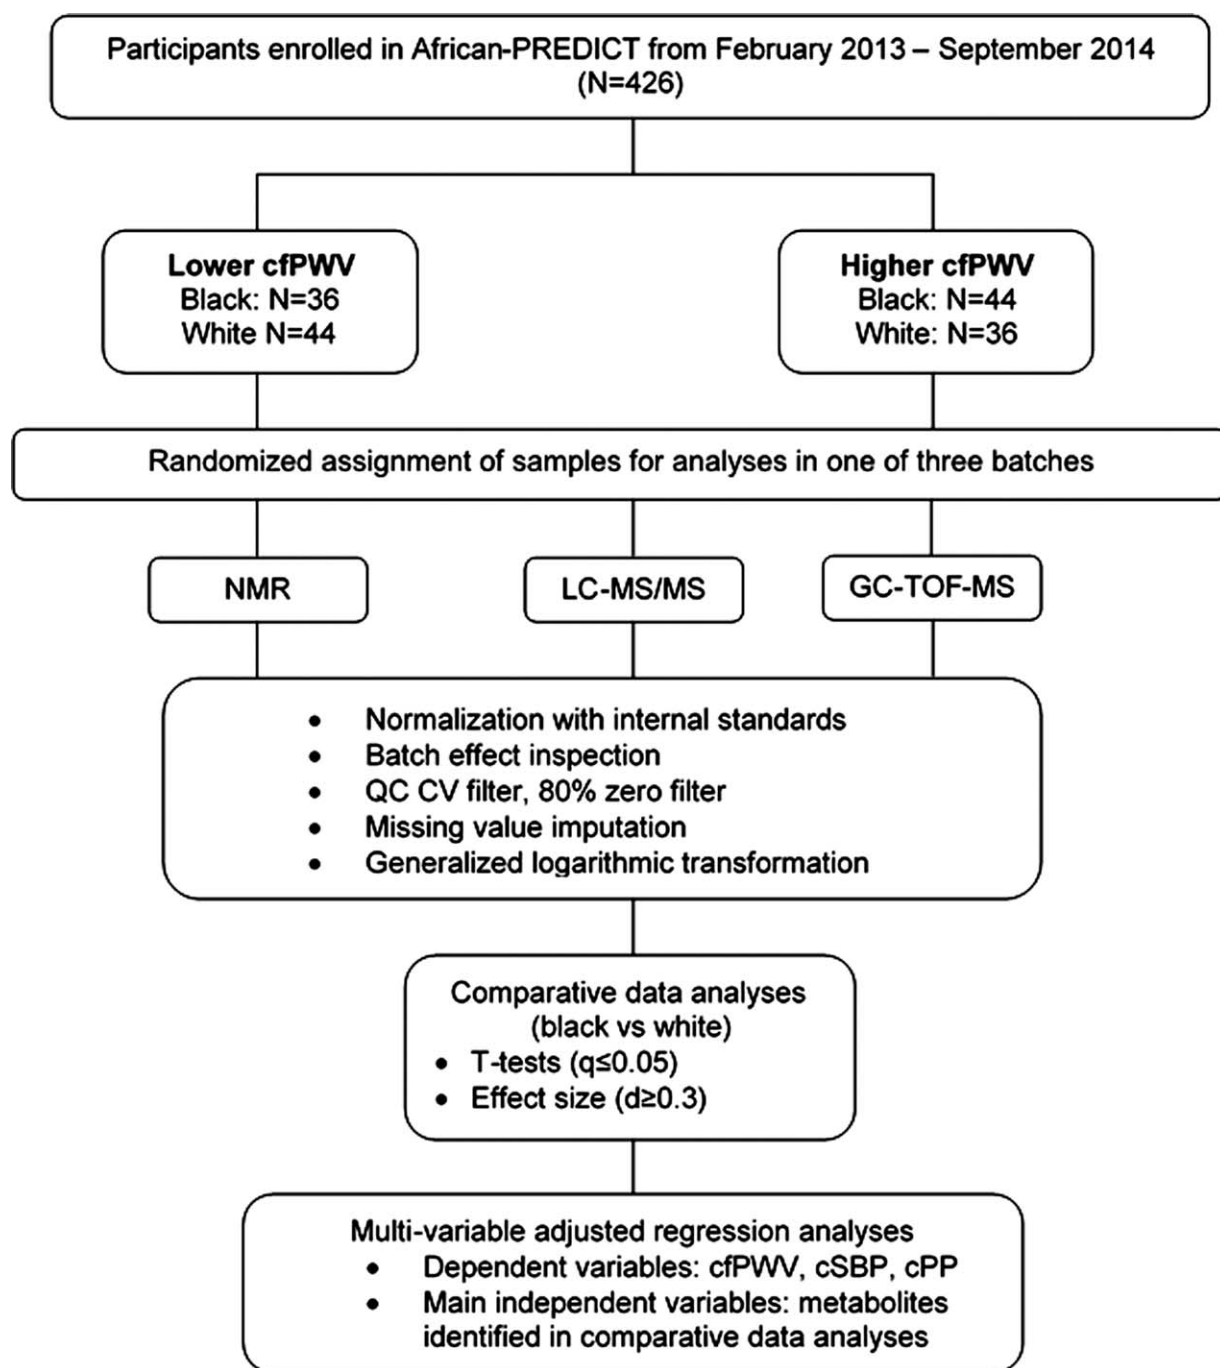 Participants enrolled in African-PREDICT from February 2013 – September 2014
(N=426)
Lower cfPWV
Black: N=36
White N=44
Higher cfPWV
Black: N=44
White: N=36
Randomized assignment of samples for analyses in one of three batches
NMR
LC-MS/MS
GC-TOF-MS
• Normalization with internal standards
• Batch effect inspection
• QC CV filter, 80% zero filter
• Missing value imputation
• Generalized logarithmic transformation
Comparative data analyses
(black vs white)
• T-tests (q≤0.05)
• Effect size (d≥0.3)
Multi-variable adjusted regression analyses
• Dependent variables: cfPWV, cSBP, cPP
• Main independent variables: metabolites
identified in comparative data analyses